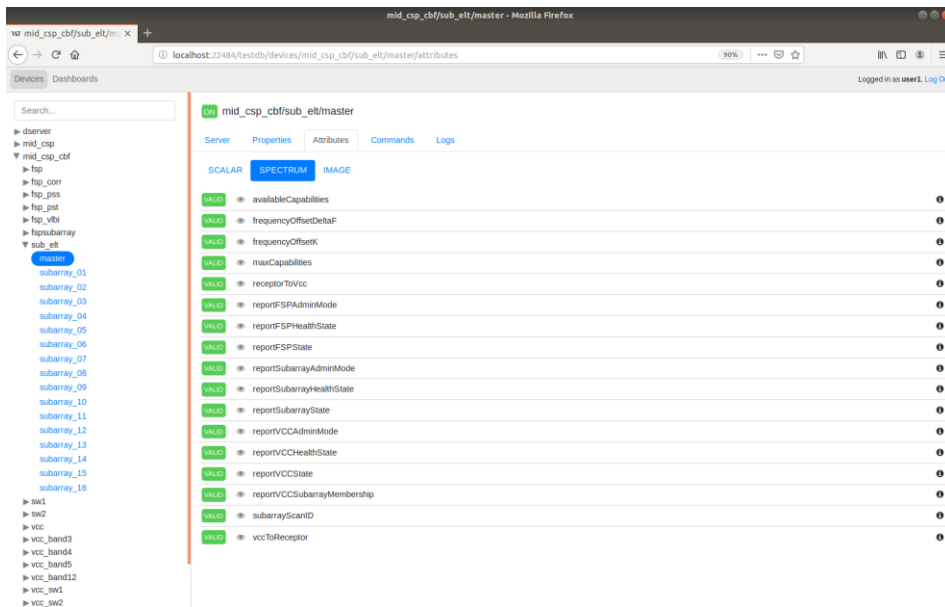 mid_csp_cbf/sub_elt/master - Mozilla Firefox
mid_csp_cbf/sub_elt/m
localhost:22484/testdb/devices/mid_csp_cbf/sub_elt/master/attributes
90%
Devices Dashboards
Logged in as user1. Log O
Search...
dserver
mid_csp
mid_csp_cbf
fsp
fsp_corr
fsp_pss
fsp_pst
fsp_vlbi
fspsubarray
sub_elt
master
subarray_01
subarray_02
subarray_03
subarray_04
subarray_05
subarray_06
subarray_07
subarray_08
subarray_09
subarray_10
subarray_11
subarray_12
subarray_13
subarray_14
subarray_15
subarray_16
sw1
sw2
vcc
vcc_band3
vcc_band4
vcc_band5
vcc_band12
vcc_sw1
vcc_sw2
ON mid_csp_cbf/sub_elt/master
Server Properties Attributes Commands Logs
SCALAR SPECTRUM IMAGE
VALID availableCapabilities
VALID frequencyOffsetDeltaF
VALID frequencyOffsetK
VALID maxCapabilities
VALID receptorToVcc
VALID reportFSPAdminMode
VALID reportFSPHealthState
VALID reportFSPState
VALID reportSubarrayAdminMode
VALID reportSubarrayHealthState
VALID reportSubarrayState
VALID reportVCCAdminMode
VALID reportVCCHealthState
VALID reportVCCState
VALID reportVCCSubarrayMembership
VALID subarrayScanID
VALID vccToReceptor